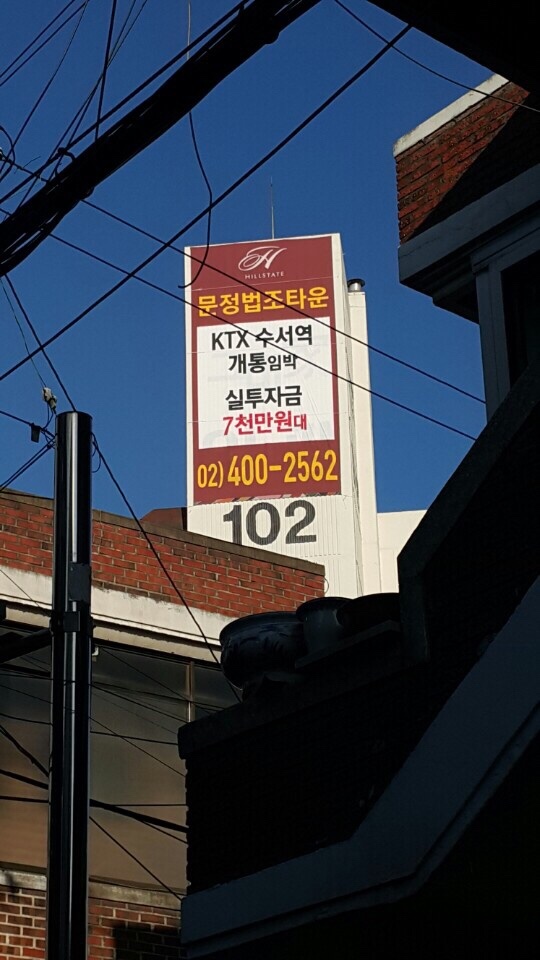 H
HILLSTATE
문정법조타운
KTX 수서역
개통임박
실투자금
7천만원대
02) 400-2562
102